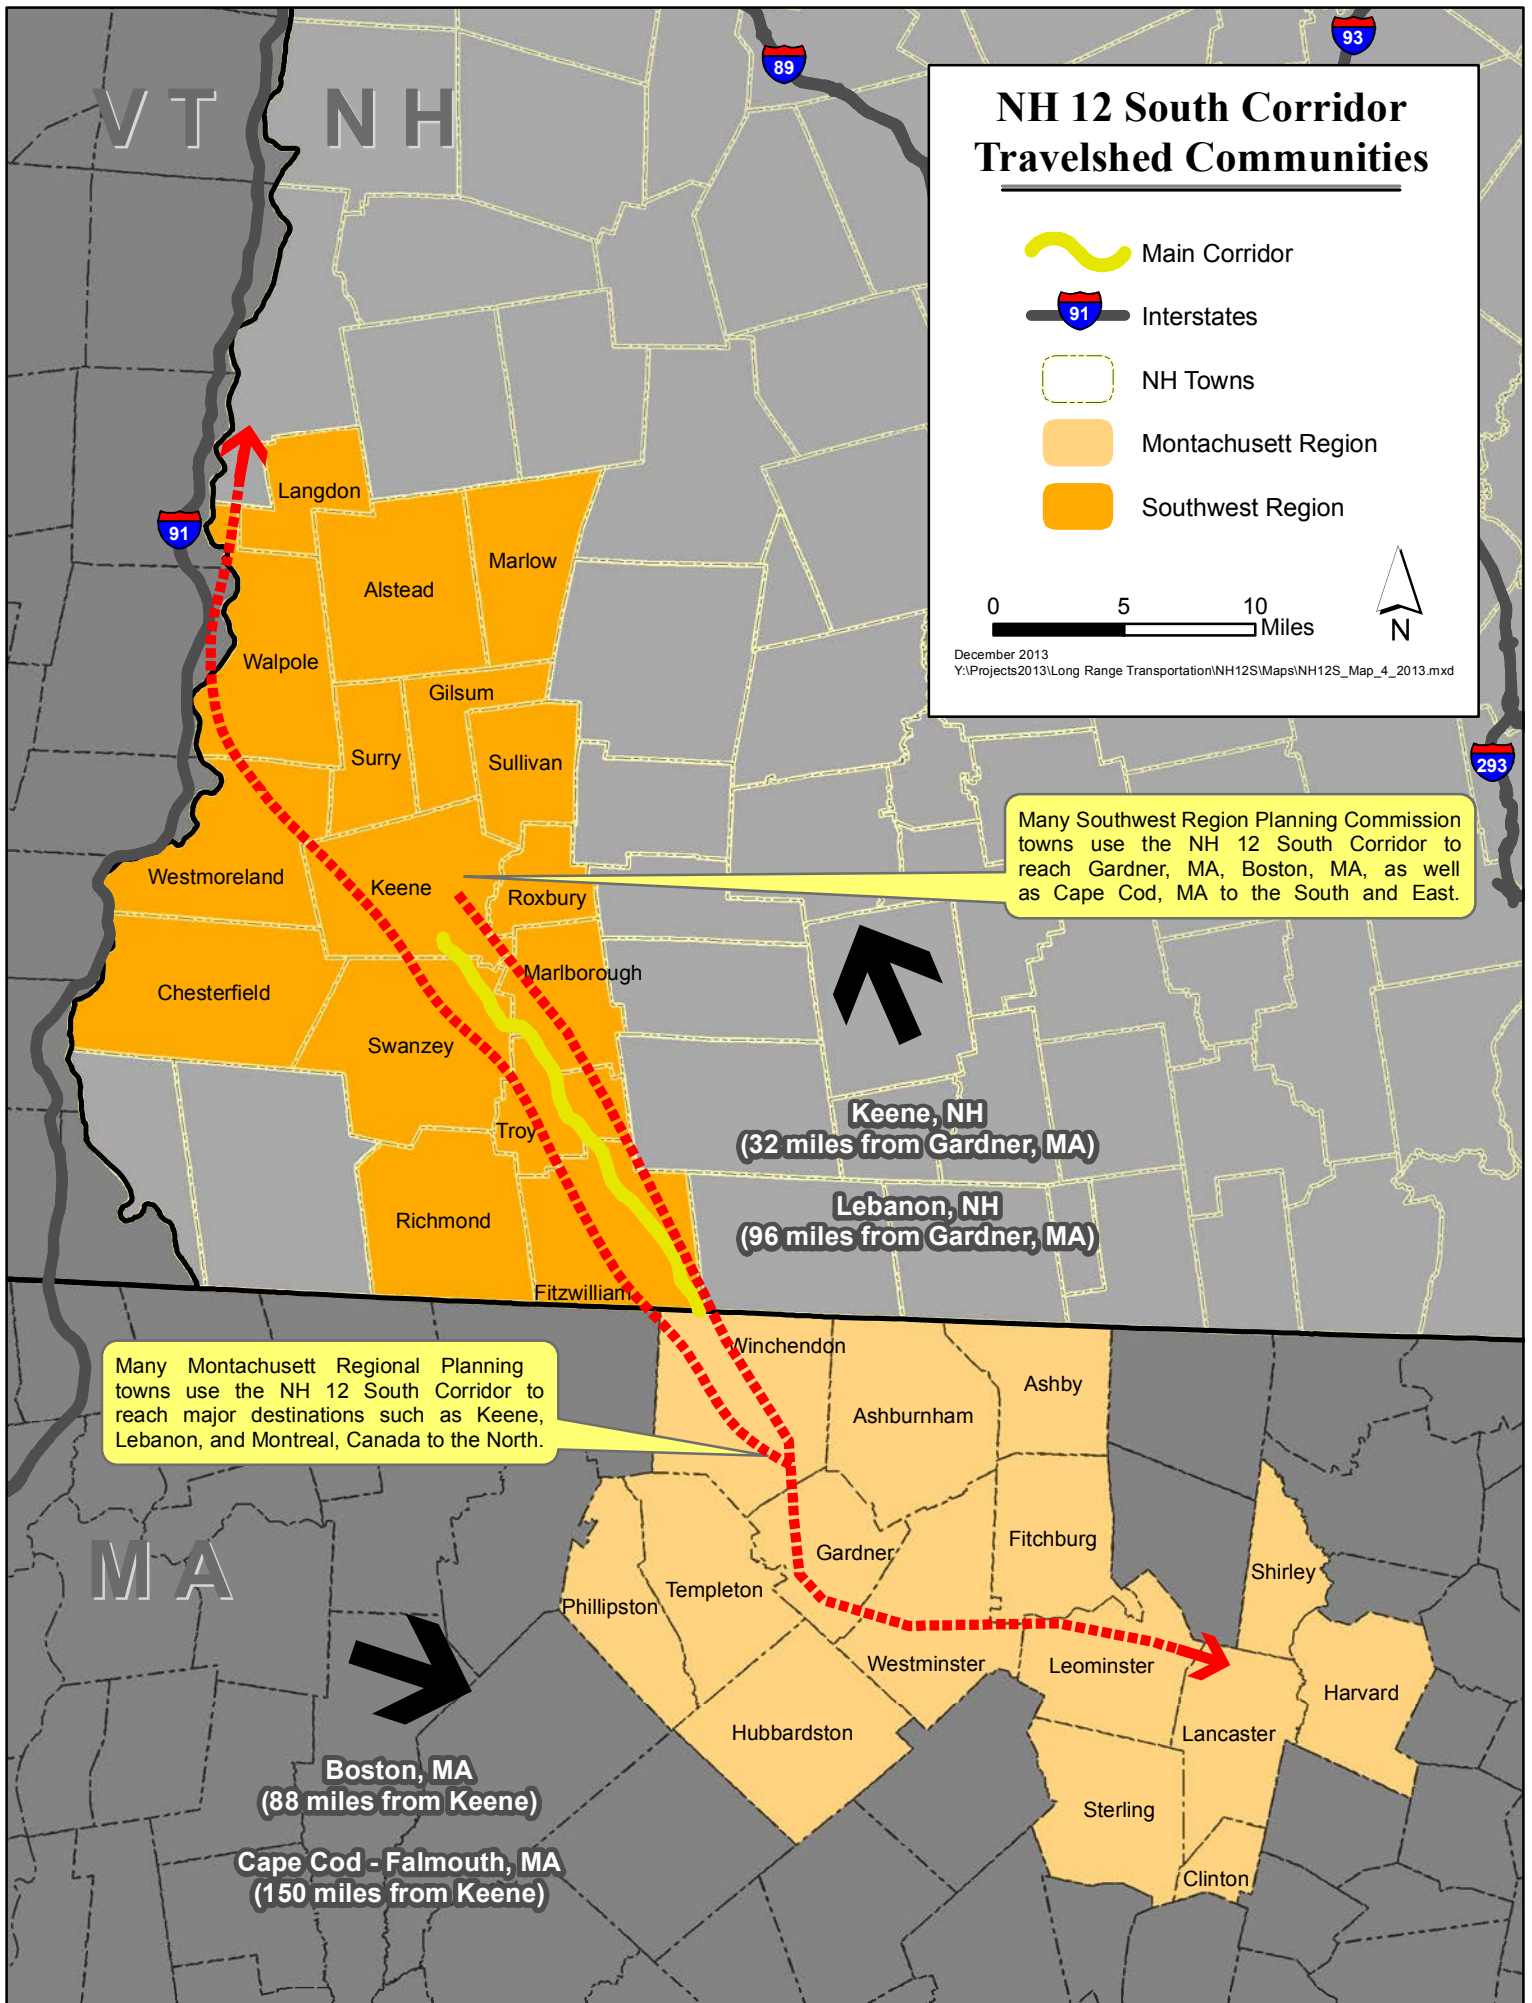 VT
NH
89
93
NH 12 South Corridor
Travelshed Communities
Main Corridor
91
Interstates
NH Towns
Montachusett Region
Southwest Region
0 5 10
Miles
N
December 2013
Y:\Projects2013\Long Range Transportation\NH12S\Maps\NH12S_Map_4_2013.mxd
293
91
Langdon
Marlow
Alstead
Walpole
Gilsum
Surry
Sullivan
Many Southwest Region Planning Commission
towns use the NH 12 South Corridor to
reach Gardner, MA, Boston, MA, as well
as Cape Cod, MA to the South and East.
Westmoreland
Keene
Roxbury
Marlborough
Chesterfield
Swanzey
Troy
Keene, NH
(32 miles from Gardner, MA)
Lebanon, NH
(96 miles from Gardner, MA)
Richmond
Fitzwilliam
Many Montachusett Regional Planning
towns use the NH 12 South Corridor to
reach major destinations such as Keene,
Lebanon, and Montreal, Canada to the North.
Winchendon
Ashby
Ashburnham
MA
Gardner
Fitchburg
Shirley
Templeton
Phillipston
Westminster
Leominster
Harvard
Hubbardston
Lancaster
Boston, MA
(88 miles from Keene)
Sterling
Cape Cod - Falmouth, MA
(150 miles from Keene)
Clinton